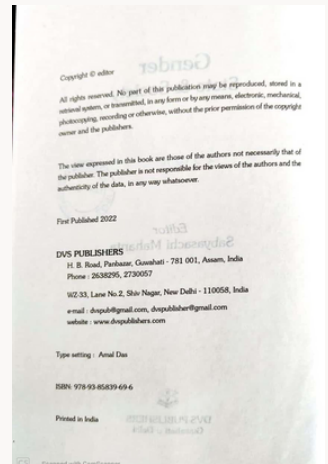 Copyright © editor
All rights reserved. No part of this publication may be reproduced, stored in a
retrieval system, or transmitted, in any form or by any means, electronic, mechanical,
photocopying, recording or otherwise, without the prior permission of the copyright
owner and the publishers.
The view expressed in this book are those of the authors not necessarily that of
the publisher. The publisher is not responsible for the views of the authors and the
authenticity of the data, in any way whatsoever.
First Published 2022
DVS PUBLISHERS
H. B. Road, Panbazar, Guwahati - 781 001, Assam, India
Phone : 2638295, 2730057
WZ-33, Lane No.2, Shiv Nagar, New Delhi - 110058, India
e-mail : dvspub@gmail.com, dvspublisher@gmail.com
website : www.dvspublishers.com
Type setting : Amal Das
ISBN: 978-93-85839-69-6
Printed in India